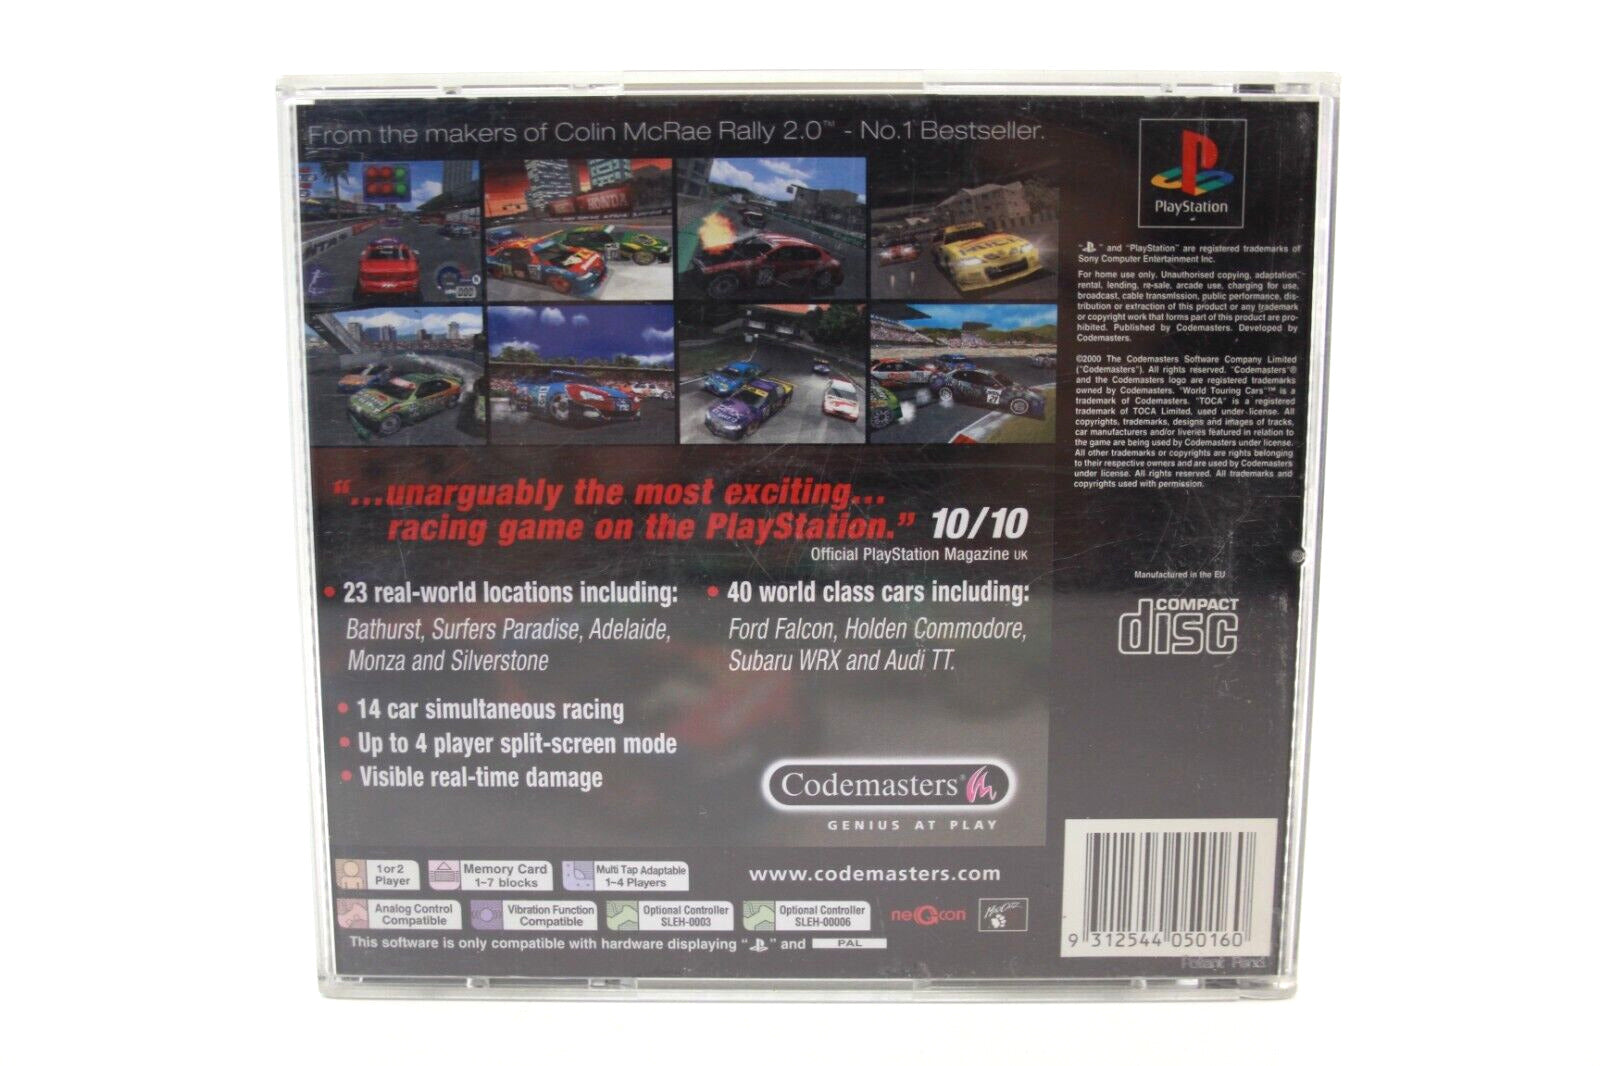 From the makers of Colin McRae Rally 2.0™ - No.1 Bestseller.
HONDA
PlayStation
" " and "PlayStation" are registered trademarks of
Sony Computer Entertainment Inc.
For home use only. Unauthorised copying, adaptation,
rental, lending, re-sale, arcade use, charging for use,
broadcast, cable transmission, public performance, dis-
tribution or extraction of this product or any trademark
or copyright work that forms part of this product are pro-
hibited. Published by Codemasters. Developed by
Codemasters.
©2000 The Codemasters Software Company Limited
("Codemasters"). All rights reserved. "Codemasters"®
and the Codemasters logo are registered trademarks
owned by Codemasters. "World Touring Cars"™ is a
trademark of Codemasters. "TOCA" is a registered
trademark of TOCA Limited, used under license. All
copyrights, trademarks, designs and images of tracks,
car manufacturers and/or liveries featured in relation to
the game are being used by Codemasters under license.
All other trademarks or copyrights are rights belonging
to their respective owners and are used by Codemasters
under license. All rights reserved. All trademarks and
copyrights used with permission.
"...unarguably the most exciting...
racing game on the PlayStation." 10/10
Official PlayStation Magazine UK
• 23 real-world locations including:
Bathurst, Surfers Paradise, Adelaide,
Monza and Silverstone
• 40 world class cars including:
Ford Falcon, Holden Commodore,
Subaru WRX and Audi TT.
• 14 car simultaneous racing
• Up to 4 player split-screen mode
• Visible real-time damage
Manufactured in the EU
COMPACT
disc
Codemasters®
GENIUS AT PLAY
www.codemasters.com
1 or 2
Player
Memory Card
1–7 blocks
Multi Tap Adaptable
1–4 Players
Analog Control
Compatible
Vibration Function
Compatible
Optional Controller
SLEH-0003
Optional Controller
SLEH-00006
neGcon
MadCatz
This software is only compatible with hardware displaying " " and PAL
9 312544 050160
Patent Pend.